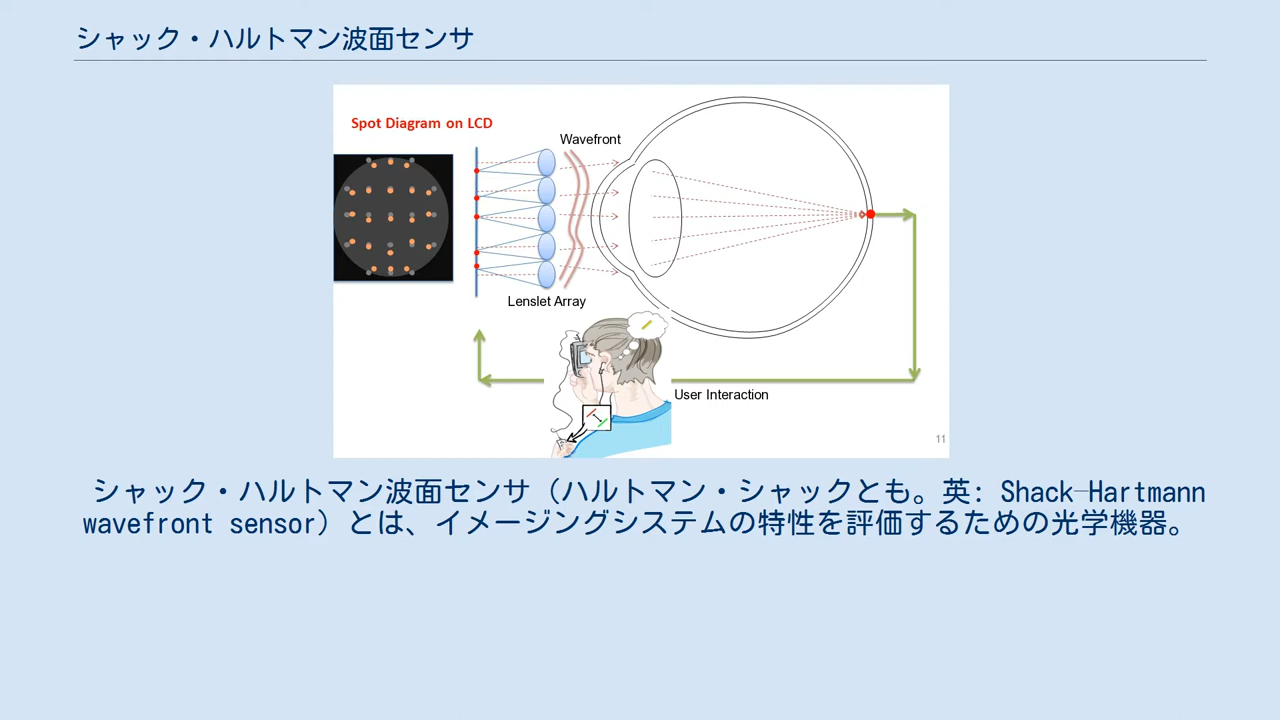 シャック・ハルトマン波面センサ
Spot Diagram on LCD
Wavefront
Lenslet Array
User Interaction
11
シャック・ハルトマン波面センサ（ハルトマン・シャックとも。英: Shack–Hartmann
wavefront sensor）とは、イメージングシステムの特性を評価するための光学機器。